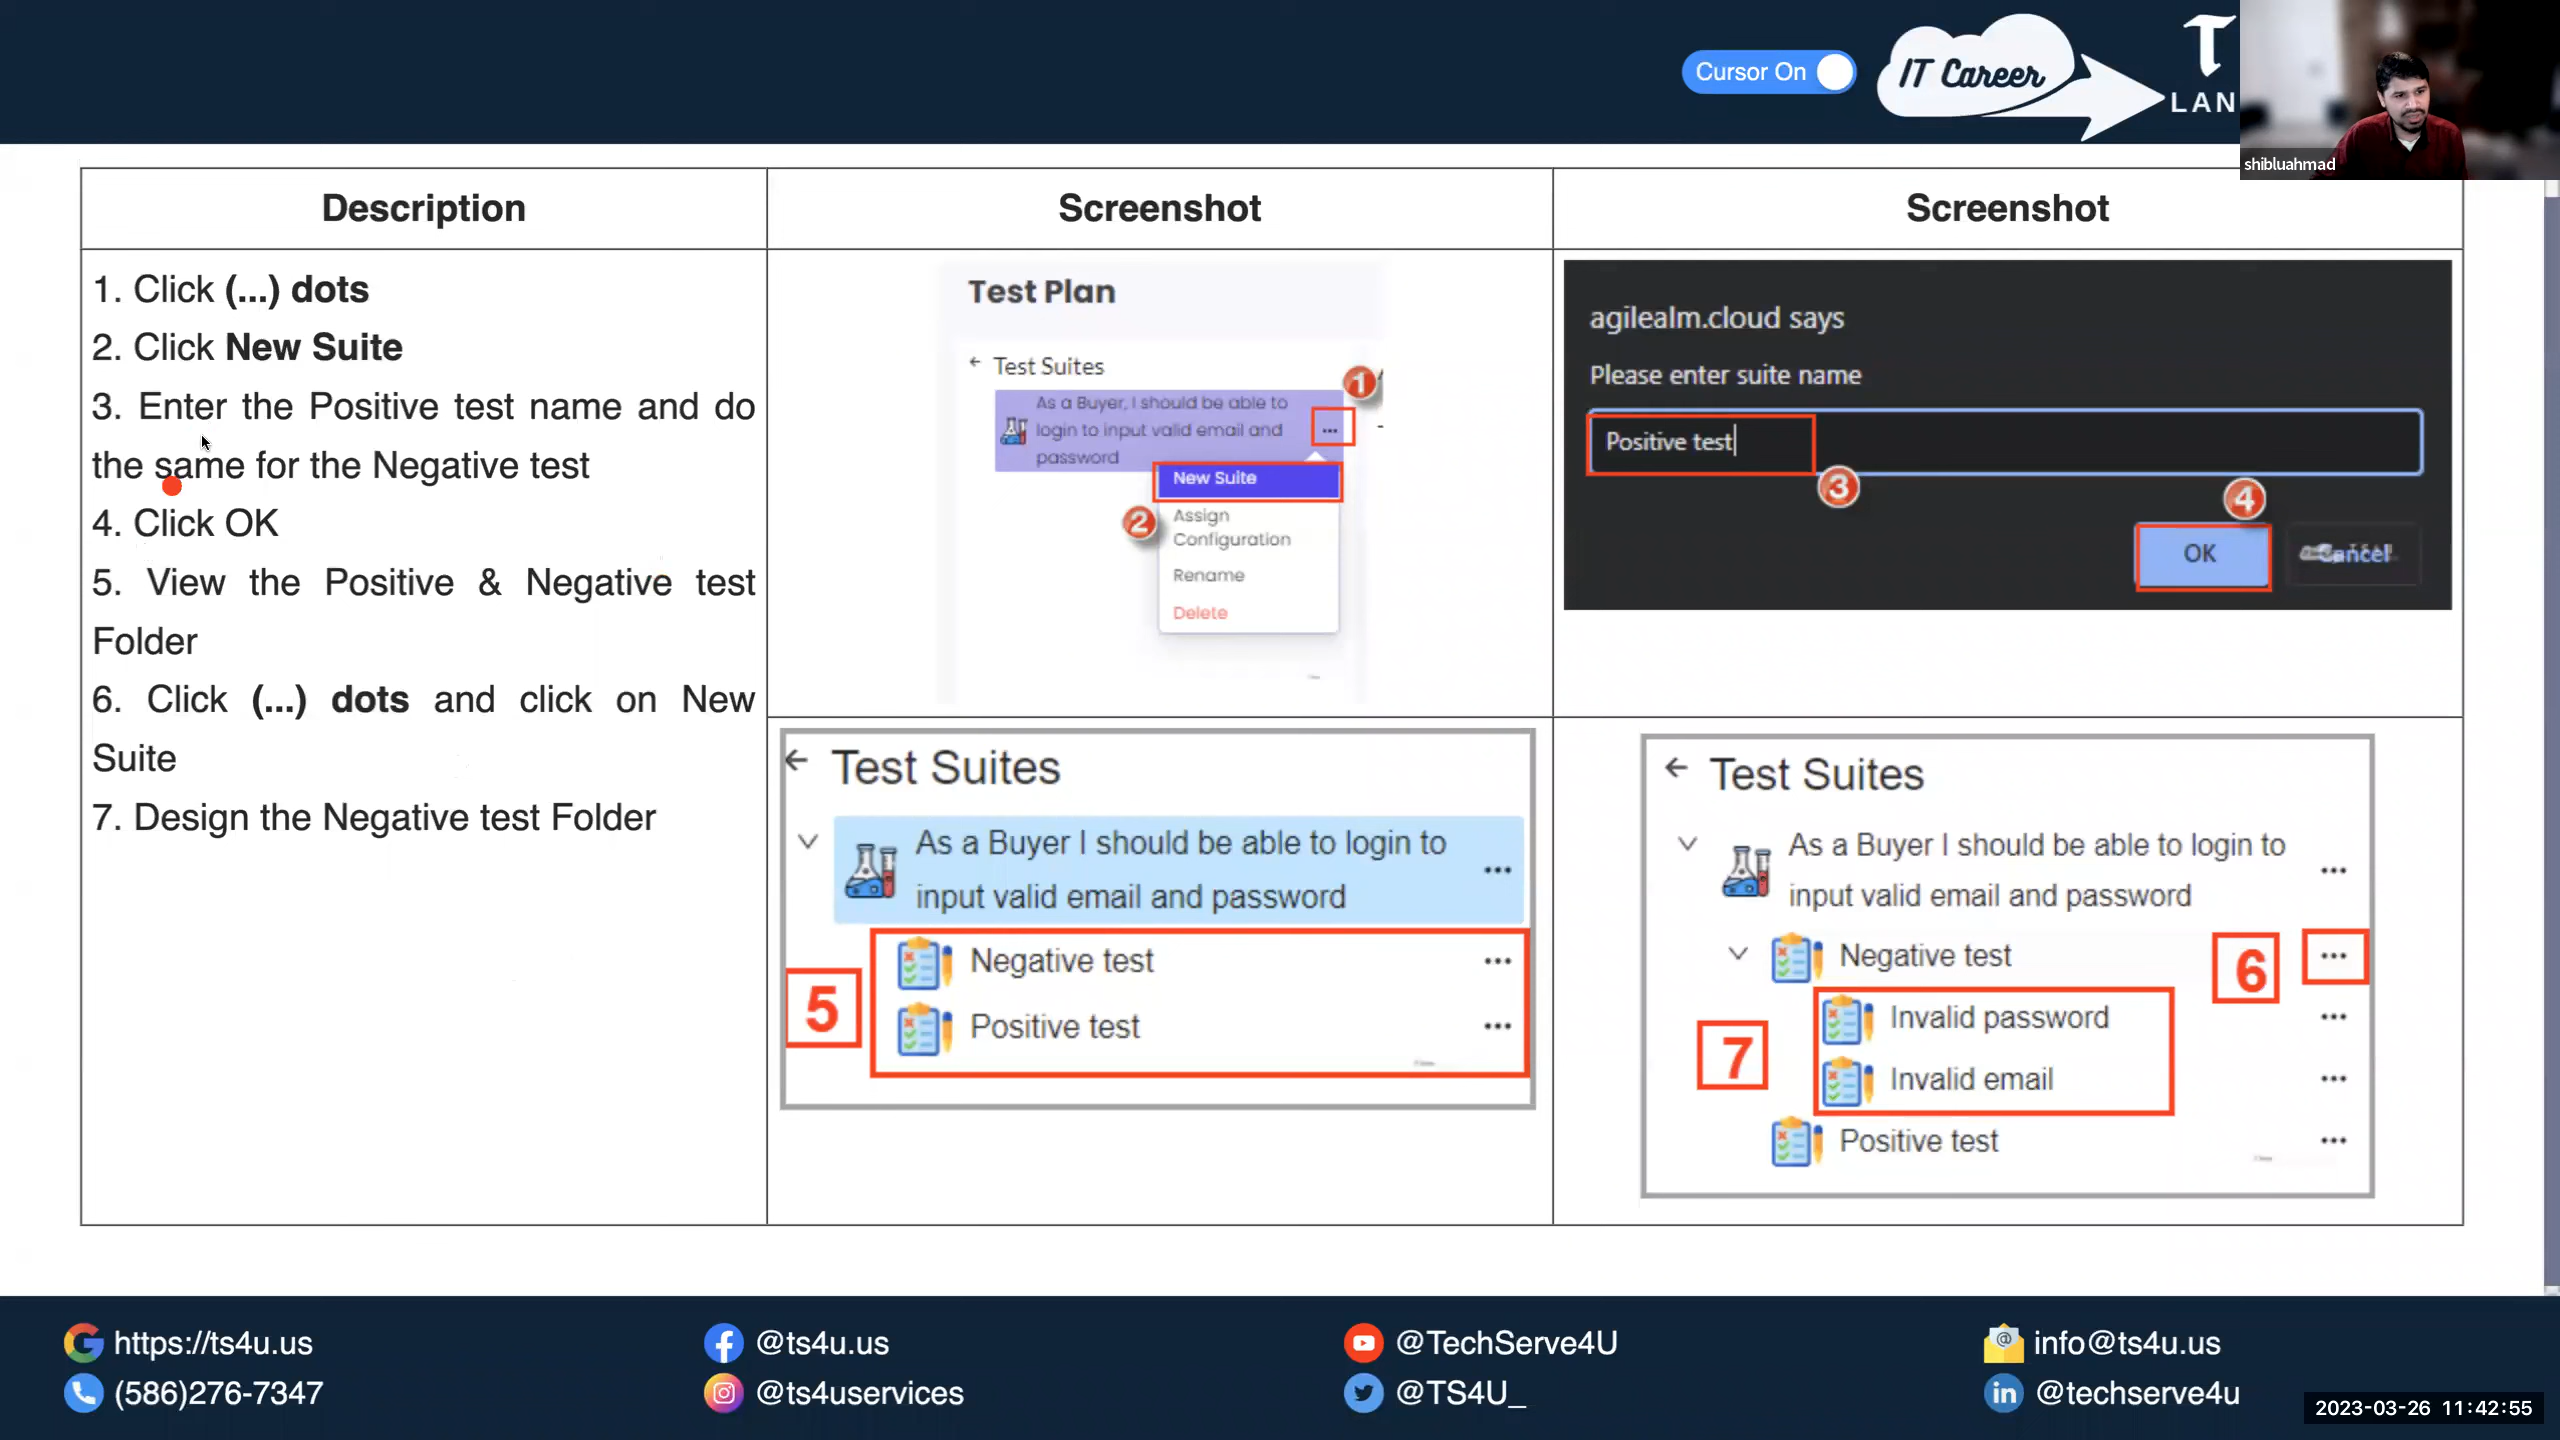 Cursor On
IT Career
T
LAN
shibluahmad
Description
Screenshot
Screenshot
1. Click (...) dots
2. Click New Suite
3. Enter the Positive test name and do
the same for the Negative test
4. Click OK
5. View the Positive & Negative test
Folder
6. Click (...) dots and click on New
Suite
7. Design the Negative test Folder
Test Plan
Test Suites
1
As a Buyer, I should be able to
login to input valid email and
password
...
New Suite
2
Assign
Configuration
Rename
Delete
agilealm.cloud says
Please enter suite name
Positive test
3
4
OK
Cancel
Test Suites
As a Buyer I should be able to login to
input valid email and password
...
Negative test
...
5
Positive test
...
Test Suites
As a Buyer I should be able to login to
input valid email and password
...
Negative test
6
...
Invalid password
...
7
Invalid email
...
Positive test
...
https://ts4u.us
@ts4u.us
@TechServe4U
info@ts4u.us
(586)276-7347
@ts4uservices
@TS4U_
@techserve4u
2023-03-26 11:42:55